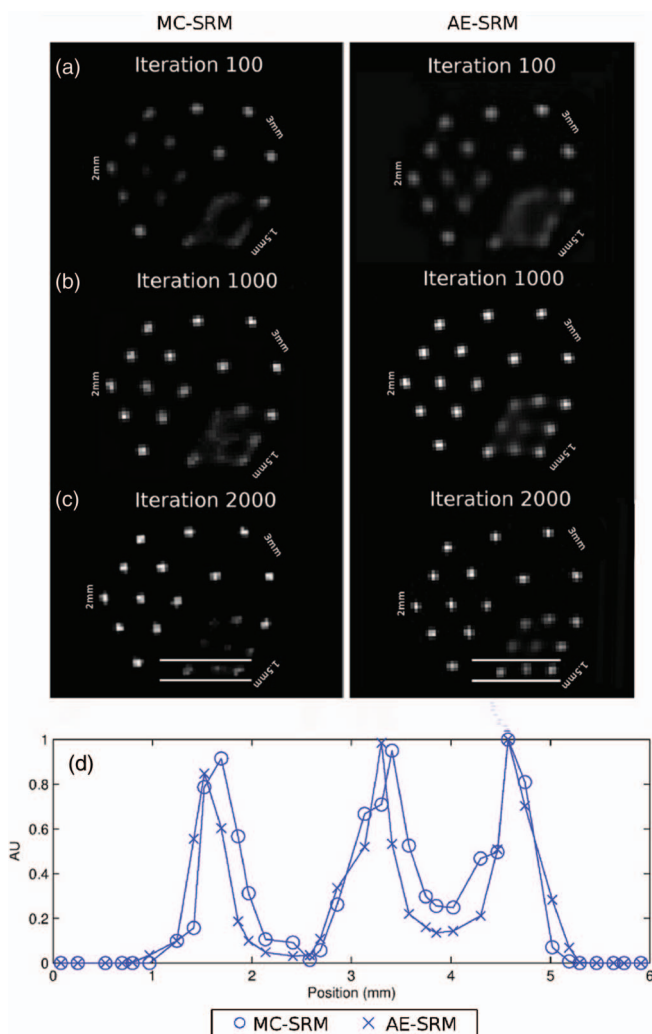 MC-SRM AE-SRM
(a) Iteration 100 Iteration 100
3mm 3mm
2mm 2mm
1.5mm 1.5mm
(b) Iteration 1000 Iteration 1000
3mm 3mm
2mm 2mm
1.5mm 1.5mm
(c) Iteration 2000 Iteration 2000
3mm 3mm
2mm 2mm
1.5mm 1.5mm
(d)
1
0.8
0.6
0.4
0.2
0
AU
0 1 2 3 4 5 6
Position (mm)
MC-SRM AE-SRM